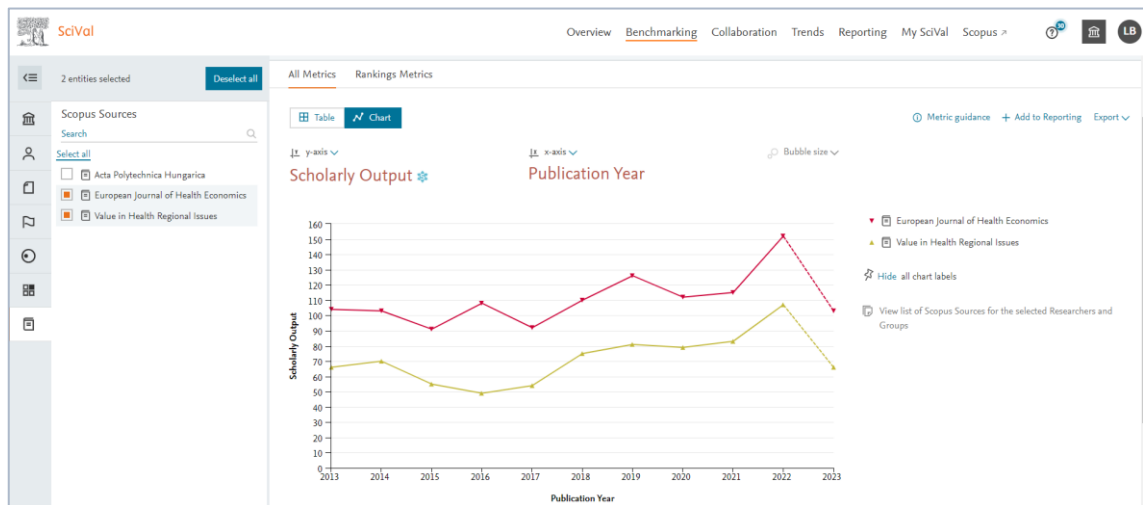 SciVal
Overview Benchmarking Collaboration Trends Reporting My SciVal Scopus ↗
LB
2 entities selected
Deselect all
Scopus Sources
Search
Select all
Acta Polytechnica Hungarica
European Journal of Health Economics
Value in Health Regional Issues
All Metrics Rankings Metrics
Table Chart
Metric guidance + Add to Reporting Export
y-axis
Scholarly Output
x-axis
Publication Year
Bubble size
160
150
140
130
120
110
100
90
80
70
60
50
40
30
20
10
0
Scholarly Output
2013 2014 2015 2016 2017 2018 2019 2020 2021 2022 2023
Publication Year
European Journal of Health Economics
Value in Health Regional Issues
Hide all chart labels
View list of Scopus Sources for the selected Researchers and
Groups